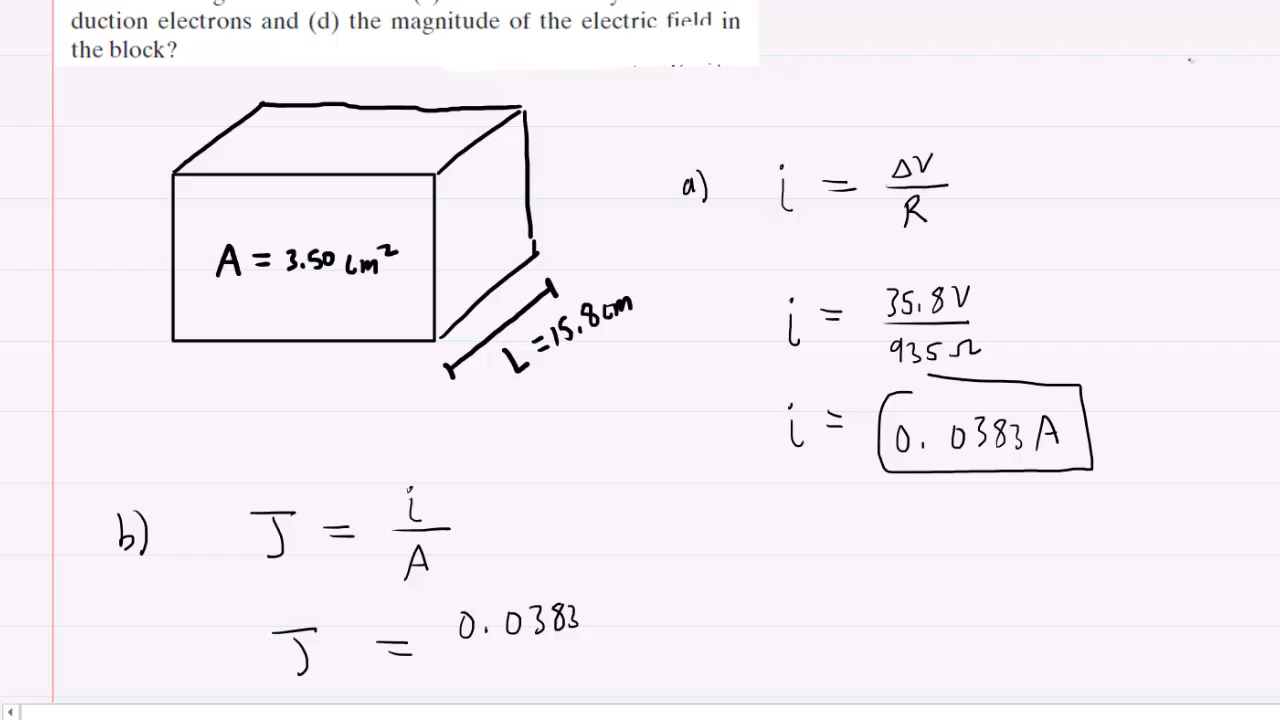 duction electrons and (d) the magnitude of the electric field in
the block?
A = 3.50 cm²
L = 15.8 cm
a) i = ΔV / R
i = 35.8 V / 935 Ω
i = 0.0383 A
b) J = i / A
J = 0.0383